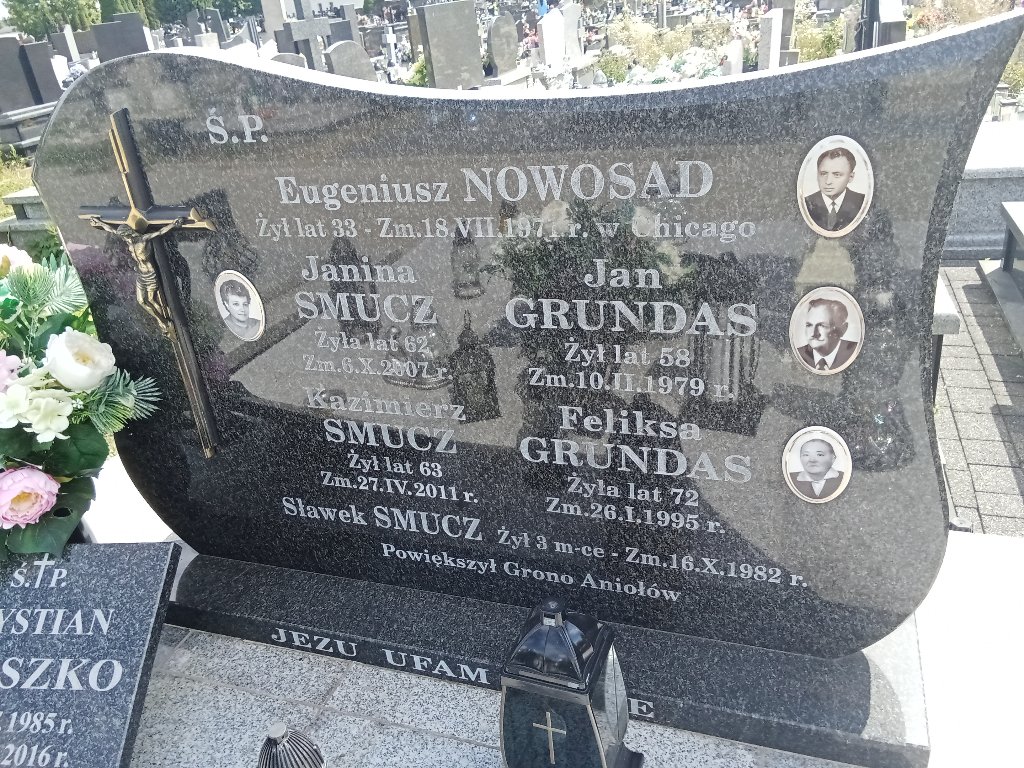 Ś.P.
Eugeniusz NOWOSAD
Żył lat 33 - Zm.18.VII.1971 r. w Chicago
Janina
SMUCZ
Żyła lat 62
Zm.6.X.2007 r.
Jan
GRUNDAS
Żył lat 58
Zm.10.II.1979 r.
Kazimierz
SMUCZ
Żył lat 63
Zm.27.IV.2011 r.
Feliksa
GRUNDAS
Żyła lat 72
Zm.26.I.1995 r.
Sławek SMUCZ Żył 3 m-ce - Zm.16.X.1982 r.
Powiększył Grono Aniołów
JEZU UFAM
Ś.P.
YSTIAN
SZKO
1985 r.
2016 r.